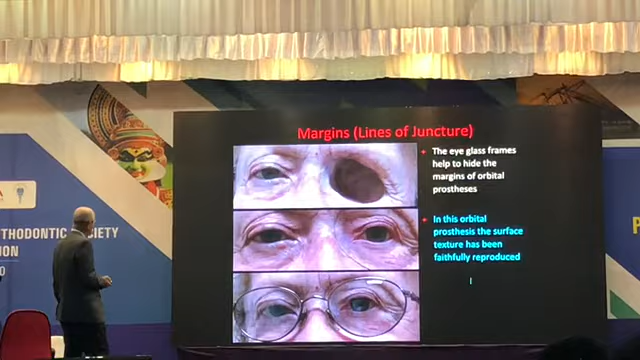 Margins (Lines of Juncture)
The eye glass frames
help to hide the
margins of orbital
prostheses
In this orbital
prosthesis the surface
texture has been
faithfully reproduced
THODONTIC
IETY
ION
0
A
P